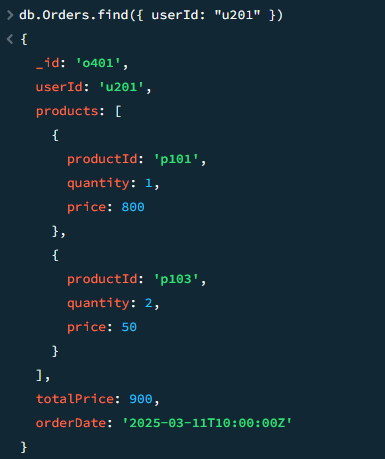 > db.Orders.find({ userId: "u201" })
< {
_id: 'o401',
userId: 'u201',
products: [
{
productId: 'p101',
quantity: 1,
price: 800
},
{
productId: 'p103',
quantity: 2,
price: 50
}
],
totalPrice: 900,
orderDate: '2025-03-11T10:00:00Z'
}